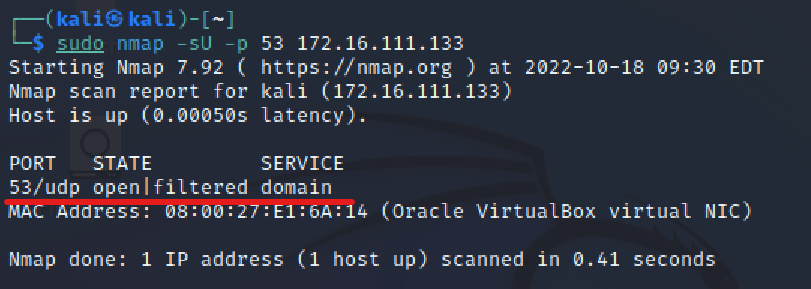 ┌──(kali㉿kali)-[~]
└─$ sudo nmap -sU -p 53 172.16.111.133
Starting Nmap 7.92 ( https://nmap.org ) at 2022-10-18 09:30 EDT
Nmap scan report for kali (172.16.111.133)
Host is up (0.00050s latency).
PORT   STATE         SERVICE
53/udp open|filtered domain
MAC Address: 08:00:27:E1:6A:14 (Oracle VirtualBox virtual NIC)
Nmap done: 1 IP address (1 host up) scanned in 0.41 seconds